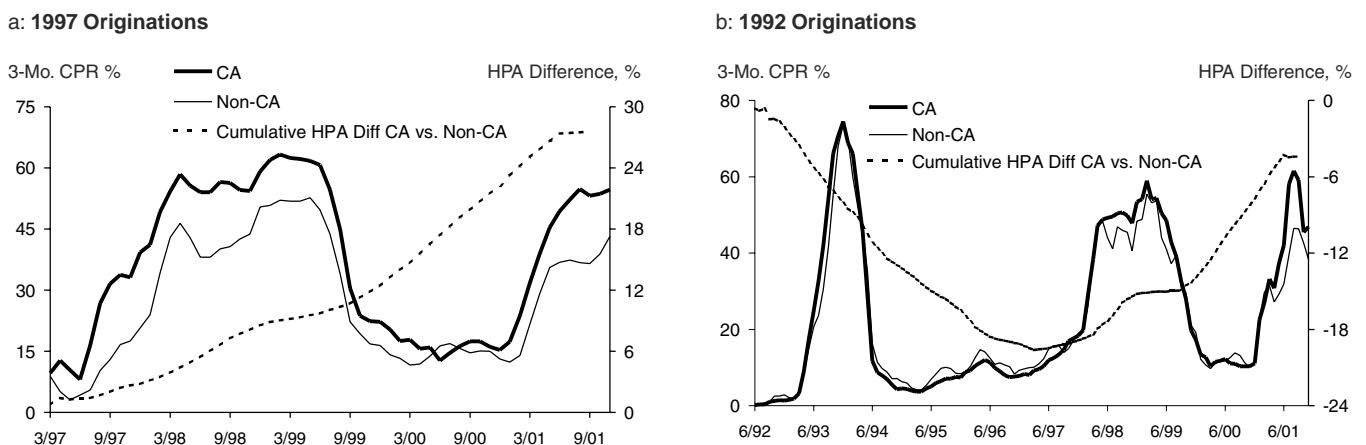 a: 1997 Originations
3-Mo. CPR %
HPA Difference, %
CA
Non-CA
Cumulative HPA Diff CA vs. Non-CA
75
60
45
30
15
0
30
24
18
12
6
0
3/97 9/97 3/98 9/98 3/99 9/99 3/00 9/00 3/01 9/01
b: 1992 Originations
3-Mo. CPR %
HPA Difference, %
CA
Non-CA
Cumulative HPA Diff CA vs. Non-CA
80
60
40
20
0
0
-6
-12
-18
-24
6/92 6/93 6/94 6/95 6/96 6/97 6/98 6/99 6/00 6/01